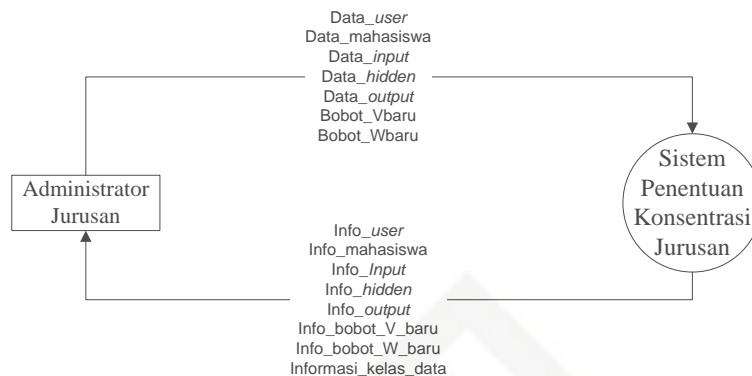 Data_user
Data_mahasiswa
Data_input
Data_hidden
Data_output
Bobot_Vbaru
Bobot_Wbaru
Administrator
Jurusan
Sistem
Penentuan
Konsentrasi
Jurusan
Info_user
Info_mahasiswa
Info_Input
Info_hidden
Info_output
Info_bobot_V_baru
Info_bobot_W_baru
Informasi_kelas_data